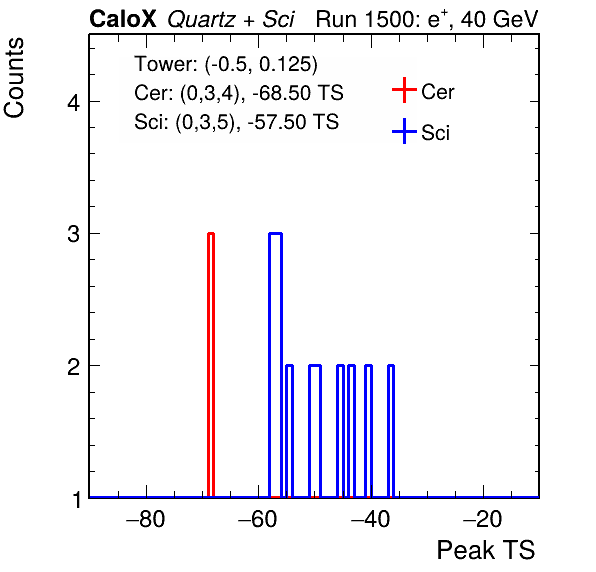 CaloX Quartz + Sci Run 1500: e⁺, 40 GeV
Counts
Tower: (-0.5, 0.125)
Cer: (0,3,4), -68.50 TS
Sci: (0,3,5), -57.50 TS
Cer
Sci
4
3
2
1
−80 −60 −40 −20
Peak TS